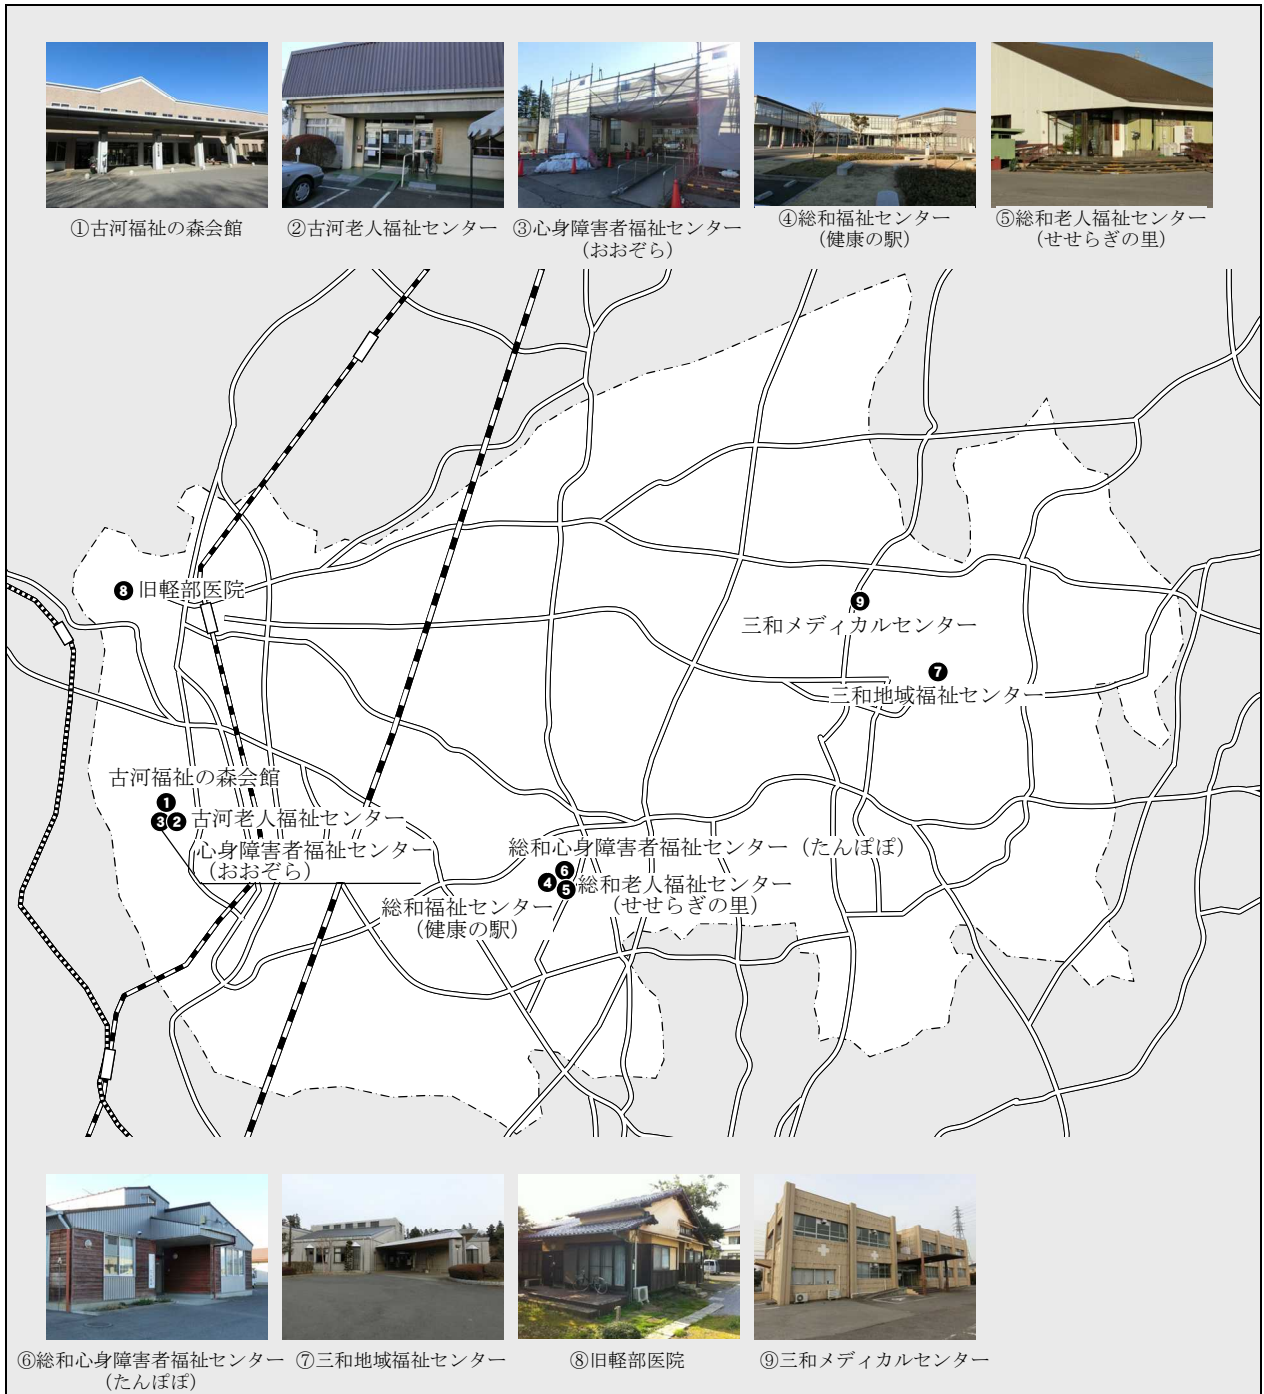 ①古河福祉の森会館
②古河老人福祉センター
③心身障害者福祉センター
（おおぞら）
④総和福祉センター
（健康の駅）
⑤総和老人福祉センター
（せせらぎの里）
8 旧軽部医院
9
三和メディカルセンター
7
三和地域福祉センター
古河福祉の森会館
1
3 2 古河老人福祉センター
心身障害者福祉センター
（おおぞら）
総和心身障害者福祉センター（たんぽぽ）
6
4 5 総和老人福祉センター
（せせらぎの里）
総和福祉センター
（健康の駅）
⑥総和心身障害者福祉センター
（たんぽぽ）
⑦三和地域福祉センター
⑧旧軽部医院
⑨三和メディカルセンター